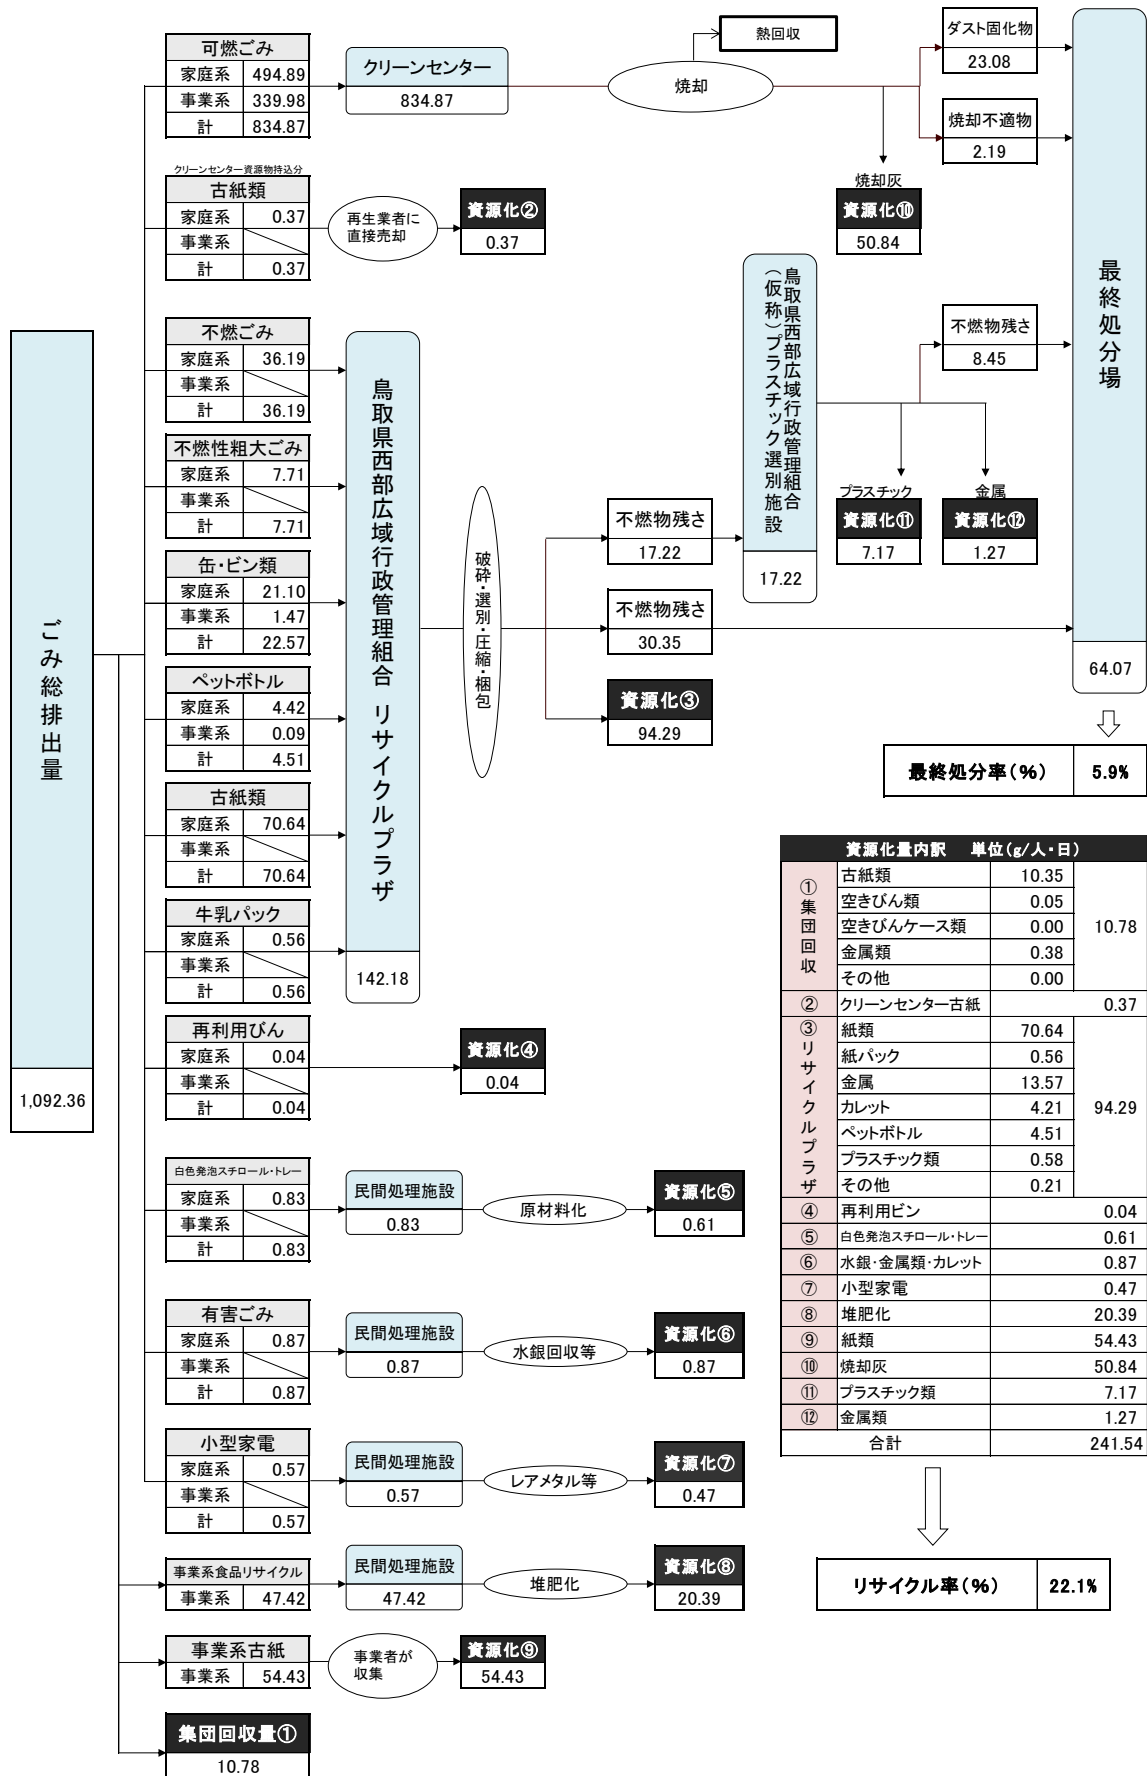 ごみ総排出量
1,092.36
可燃ごみ
家庭系 494.89
事業系 339.98
計 834.87
クリーンセンター
834.87
焼却
熱回収
ダスト固化物
23.08
焼却不適物
2.19
焼却灰
資源化⑩
50.84
クリーンセンター資源物持込分
古紙類
家庭系 0.37
事業系
計 0.37
再生業者に
直接売却
資源化②
0.37
不燃ごみ
家庭系 36.19
事業系
計 36.19
不燃性粗大ごみ
家庭系 7.71
事業系
計 7.71
缶・ビン類
家庭系 21.10
事業系 1.47
計 22.57
ペットボトル
家庭系 4.42
事業系 0.09
計 4.51
古紙類
家庭系 70.64
事業系
計 70.64
牛乳パック
家庭系 0.56
事業系
計 0.56
鳥取県西部広域行政管理組合 リサイクルプラザ
142.18
破砕・選別・圧縮・梱包
不燃物残さ
17.22
不燃物残さ
30.35
資源化③
94.29
鳥取県西部広域行政管理組合
（仮称）プラスチック選別施設
17.22
不燃物残さ
8.45
プラスチック
資源化⑪
7.17
金属
資源化⑫
1.27
最終処分場
64.07
最終処分率（％） 5.9%
再利用びん
家庭系 0.04
事業系
計 0.04
資源化④
0.04
白色発泡スチロール・トレー
家庭系 0.83
事業系
計 0.83
民間処理施設
0.83
原材料化
資源化⑤
0.61
有害ごみ
家庭系 0.87
事業系
計 0.87
民間処理施設
0.87
水銀回収等
資源化⑥
0.87
小型家電
家庭系 0.57
事業系
計 0.57
民間処理施設
0.57
レアメタル等
資源化⑦
0.47
事業系食品リサイクル
事業系 47.42
民間処理施設
47.42
堆肥化
資源化⑧
20.39
事業系古紙
事業系 54.43
事業者が
収集
資源化⑨
54.43
集団回収量①
10.78
資源化量内訳 単位（g/人・日）
①集団回収
古紙類 10.35
空きびん類 0.05
空きびんケース類 0.00
金属類 0.38
その他 0.00
10.78
② クリーンセンター古紙 0.37
③リサイクルプラザ
紙類 70.64
紙パック 0.56
金属 13.57
カレット 4.21
ペットボトル 4.51
プラスチック類 0.58
その他 0.21
94.29
④ 再利用ビン 0.04
⑤ 白色発泡スチロール・トレー 0.61
⑥ 水銀・金属類・カレット 0.87
⑦ 小型家電 0.47
⑧ 堆肥化 20.39
⑨ 紙類 54.43
⑩ 焼却灰 50.84
⑪ プラスチック類 7.17
⑫ 金属類 1.27
合計 241.54
リサイクル率（％） 22.1%